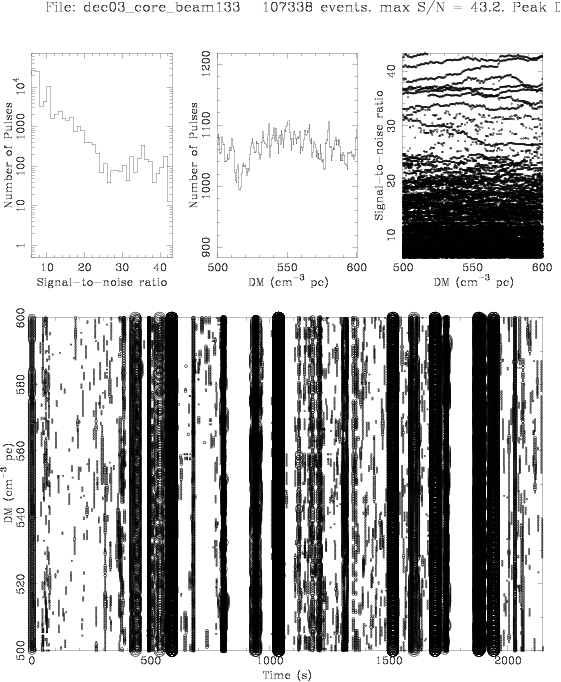 File: dec03_core_beam133 107338 events. max S/N = 43.2. Peak
Number of Pulses
10⁴
1000
100
10
1
10 20 30 40
Signal-to-noise ratio
Number of Pulses
1200
1100
1000
900
500 550 600
DM (cm⁻³ pc)
Signal-to-noise ratio
40
30
20
10
500 550 600
DM (cm⁻³ pc)
DM (cm⁻³ pc)
600
580
560
540
520
500
0 500 1000 1500 2000
Time (s)